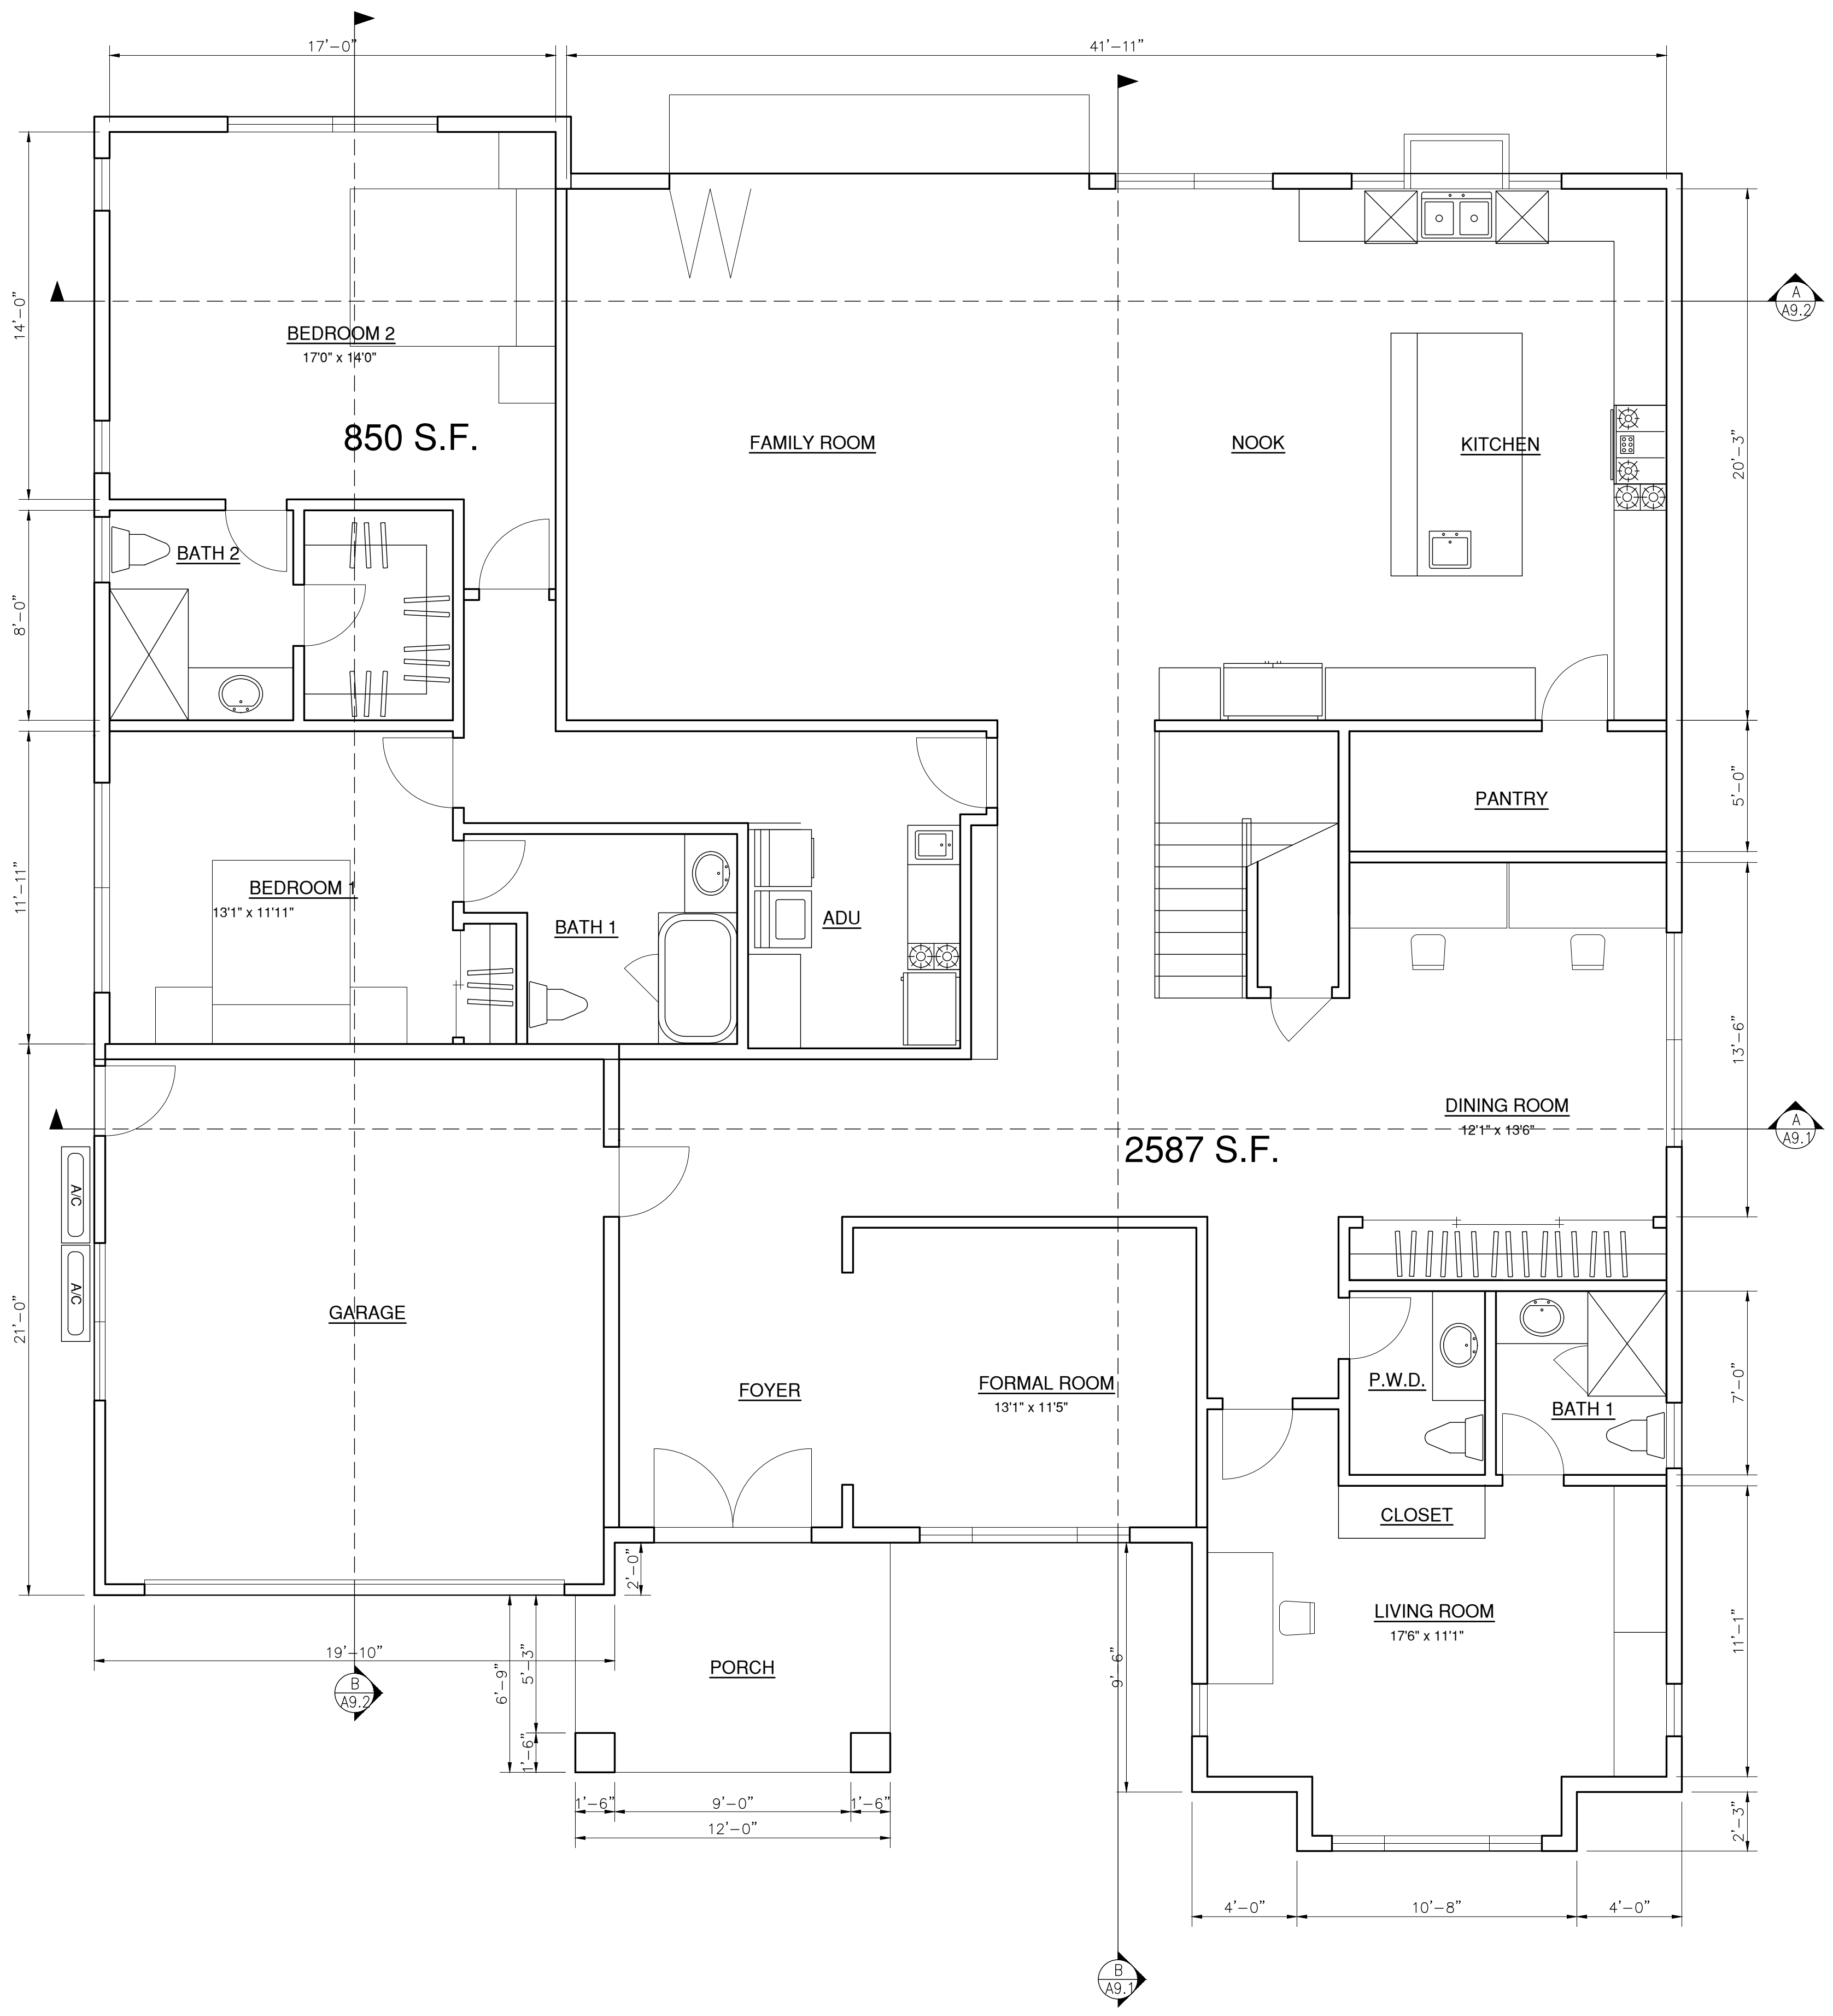 17'-0"
41'-11"
14'-0"
BEDROOM 2
17'0" x 14'0"
A
A9.2
850 S.F.
FAMILY ROOM
NOOK
KITCHEN
20'-3"
BATH 2
8'-0"
PANTRY
5'-0"
BEDROOM 1
13'1" x 11'11"
11'-11"
BATH 1
ADU
13'-6"
DINING ROOM
12'1" x 13'6"
A
A9.1
2587 S.F.
A/C
A/C
21'-0"
GARAGE
FOYER
FORMAL ROOM
13'1" x 11'5"
P.W.D.
BATH 1
7'-0"
CLOSET
2'-0"
LIVING ROOM
17'6" x 11'1"
11'-1"
19'-10"
B
A9.2
6'-9"
5'-3"
PORCH
9'-6"
1'-6"
1'-6"
9'-0"
1'-6"
12'-0"
2'-3"
4'-0"
10'-8"
4'-0"
B
A9.1